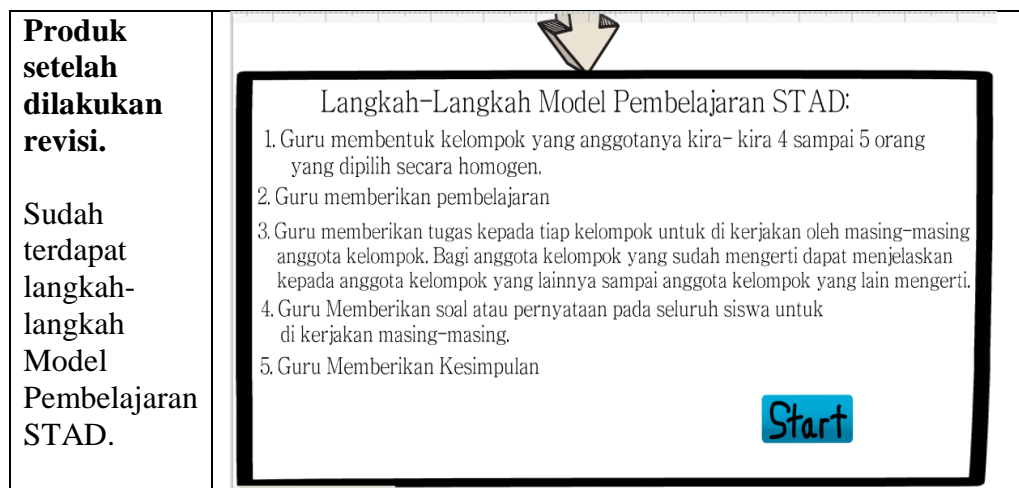 Produk
setelah
dilakukan
revisi.
Sudah
terdapat
langkah-
langkah
Model
Pembelajaran
STAD.
Langkah-Langkah Model Pembelajaran STAD:
1. Guru membentuk kelompok yang anggotanya kira- kira 4 sampai 5 orang
yang dipilih secara homogen.
2. Guru memberikan pembelajaran
3. Guru memberikan tugas kepada tiap kelompok untuk di kerjakan oleh masing-masing
anggota kelompok. Bagi anggota kelompok yang sudah mengerti dapat menjelaskan
kepada anggota kelompok yang lainnya sampai anggota kelompok yang lain mengerti.
4. Guru Memberikan soal atau pernyataan pada seluruh siswa untuk
di kerjakan masing-masing.
5. Guru Memberikan Kesimpulan
Start